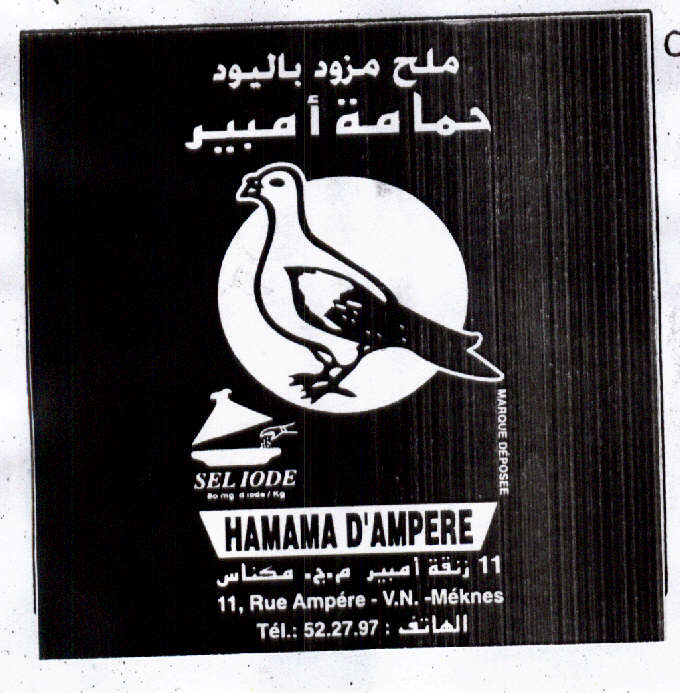 ملح مزود باليود
حمامة أمبير
MARQUE DÉPOSÉE
SEL IODE
80 mg d iode / Kg
HAMAMA D'AMPERE
11 زنقة أمبير م.ج. مكناس
11, Rue Ampére - V.N. -Méknes
Tél.: 52.27.97 : الهاتف